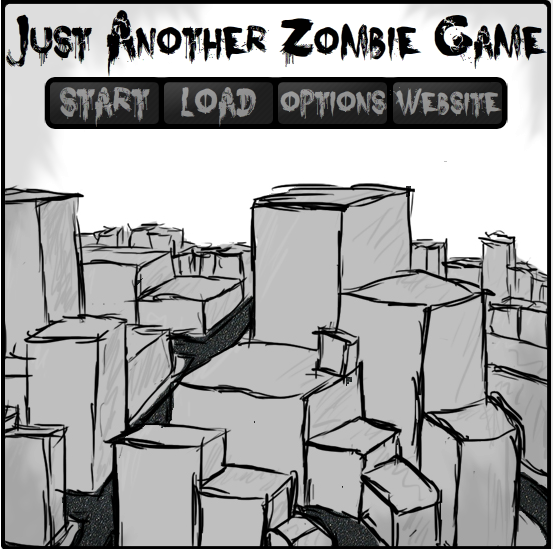 Just Another Zombie Game
START LOAD OPTIONS WEBSITE